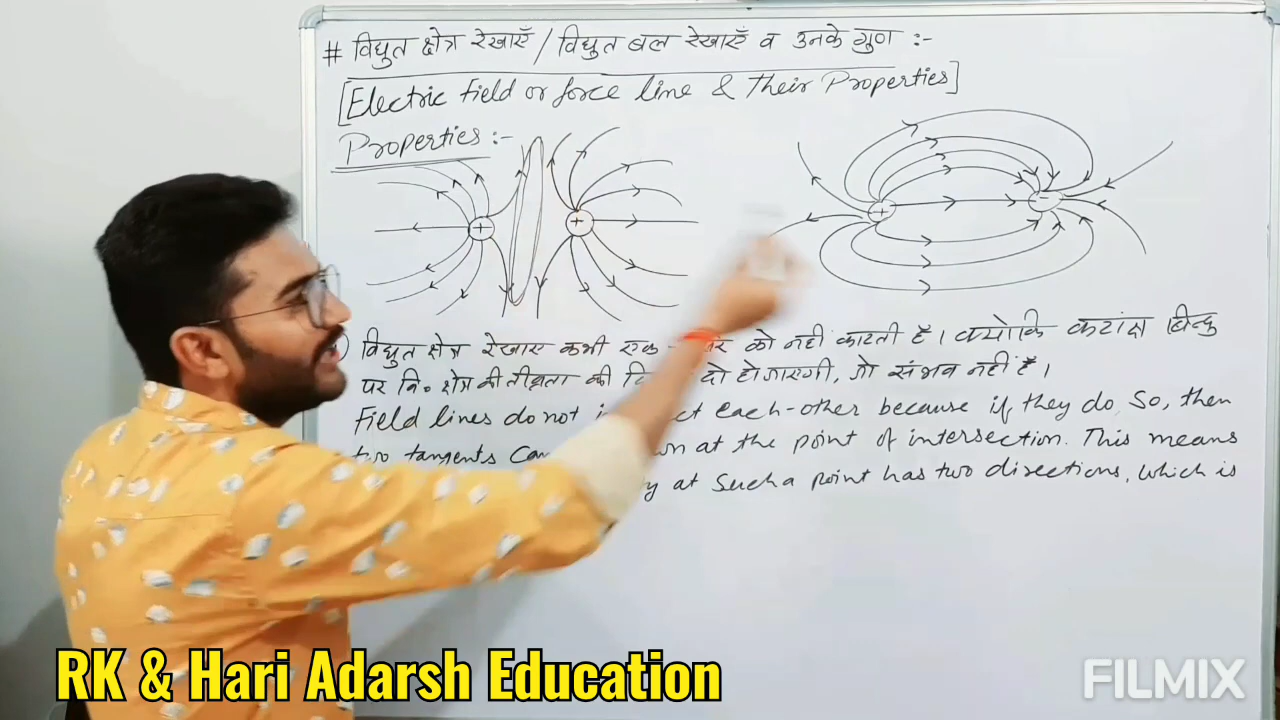 # विद्युत क्षेत्र रेखाएँ / विद्युत बल रेखाएँ व उनके गुण :-
[Electric Field or force line & Their Properties]
Properties :-
+
+
+
-
) विद्युत क्षेत्र रेखाएं कभी एक- को नहीं काटती है। क्योंकि कटांक्ष बिन्दु
पर वि० क्षेत्र की तीव्रता की दो हो जाएगी, जो संभव नहीं है।
Field lines do not each-other because if they do So, then
two tangents at the point of intersection. This means
at Such a point has two directions, which is
RK & Hari Adarsh Education
FILMIX